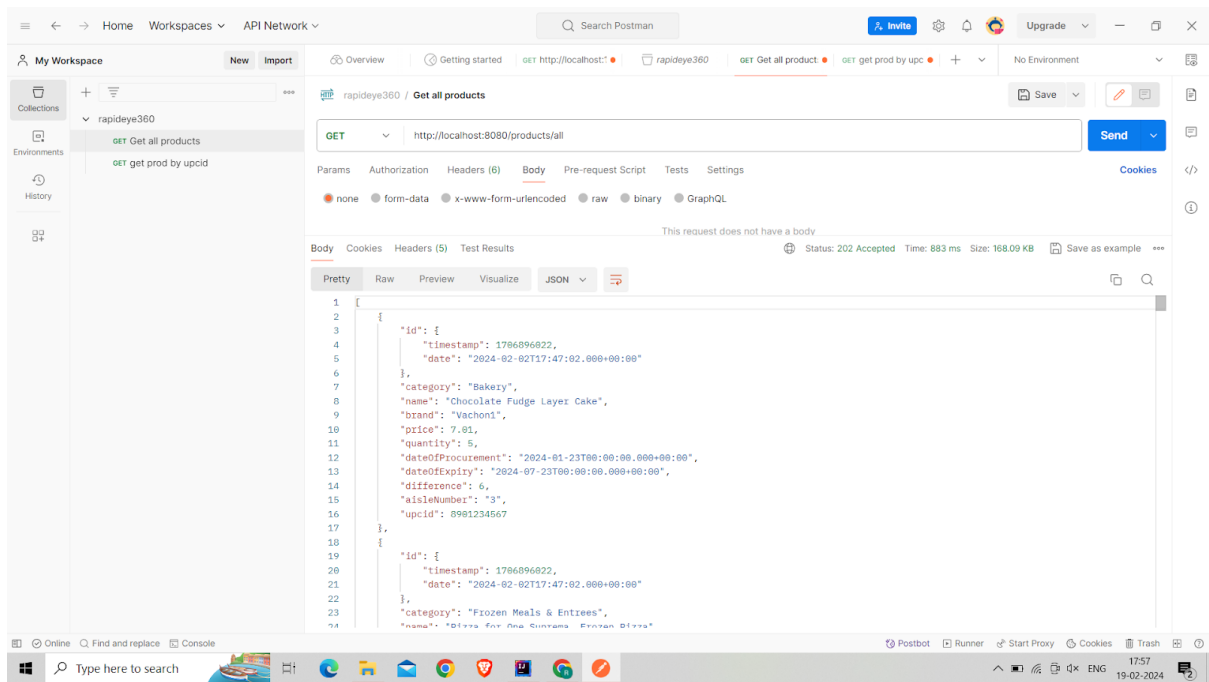 Home Workspaces API Network Search Postman Invite Upgrade
My Workspace New Import Overview Getting started GET http://localhost:1 rapideye360 GET Get all product GET get prod by upc No Environment
Collections
Environments
History
rapideye360
GET Get all products
GET get prod by upcid
HTTP rapideye360 / Get all products Save
GET http://localhost:8080/products/all Send
Params Authorization Headers (6) Body Pre-request Script Tests Settings Cookies
none form-data x-www-form-urlencoded raw binary GraphQL
This request does not have a body
Body Cookies Headers (5) Test Results Status: 202 Accepted Time: 883 ms Size: 168.09 KB Save as example
Pretty Raw Preview Visualize JSON
1 [
2 {
3 "id": {
4 "timestamp": 1706896022,
5 "date": "2024-02-02T17:47:02.000+00:00"
6 },
7 "category": "Bakery",
8 "name": "Chocolate Fudge Layer Cake",
9 "brand": "Vachon1",
10 "price": 7.01,
11 "quantity": 5,
12 "dateOfProcurement": "2024-01-23T00:00:00.000+00:00",
13 "dateOfExpiry": "2024-07-23T00:00:00.000+00:00",
14 "difference": 6,
15 "aisleNumber": "3",
16 "upcid": 8901234567
17 },
18 {
19 "id": {
20 "timestamp": 1706896022,
21 "date": "2024-02-02T17:47:02.000+00:00"
22 },
23 "category": "Frozen Meals & Entrees",
24 "name": "Pizza for One Suprema, Frozen Pizza"
Online Find and replace Console Postbot Runner Start Proxy Cookies Trash
Type here to search ENG 17:57
19-02-2024 2